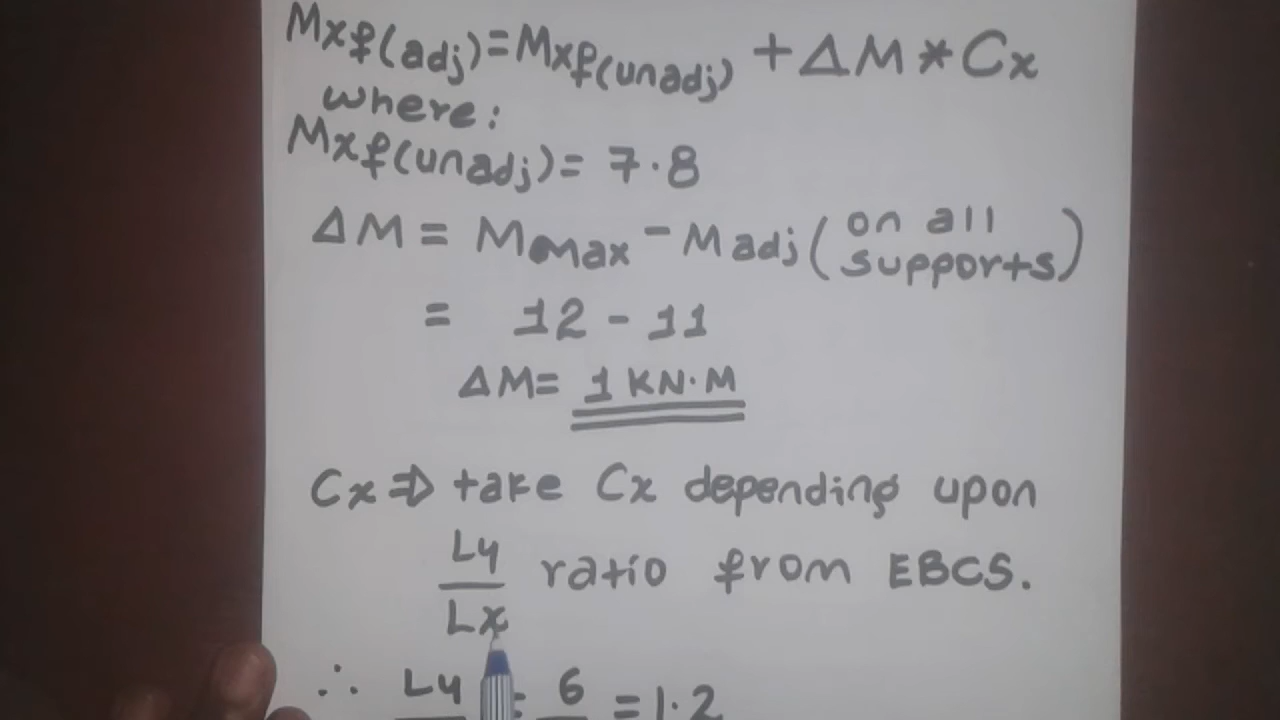 Mxf(adj)=Mxf(unadj) + ΔM * Cx
where:
Mxf(unadj)= 7.8
ΔM = Mmax - Madj (on all supports)
= 12 - 11
ΔM= 1 KN.M
Cx ⇒ take Cx depending upon
Ly
Lx
ratio from EBCS.
∴ Ly = 6 = 1.2